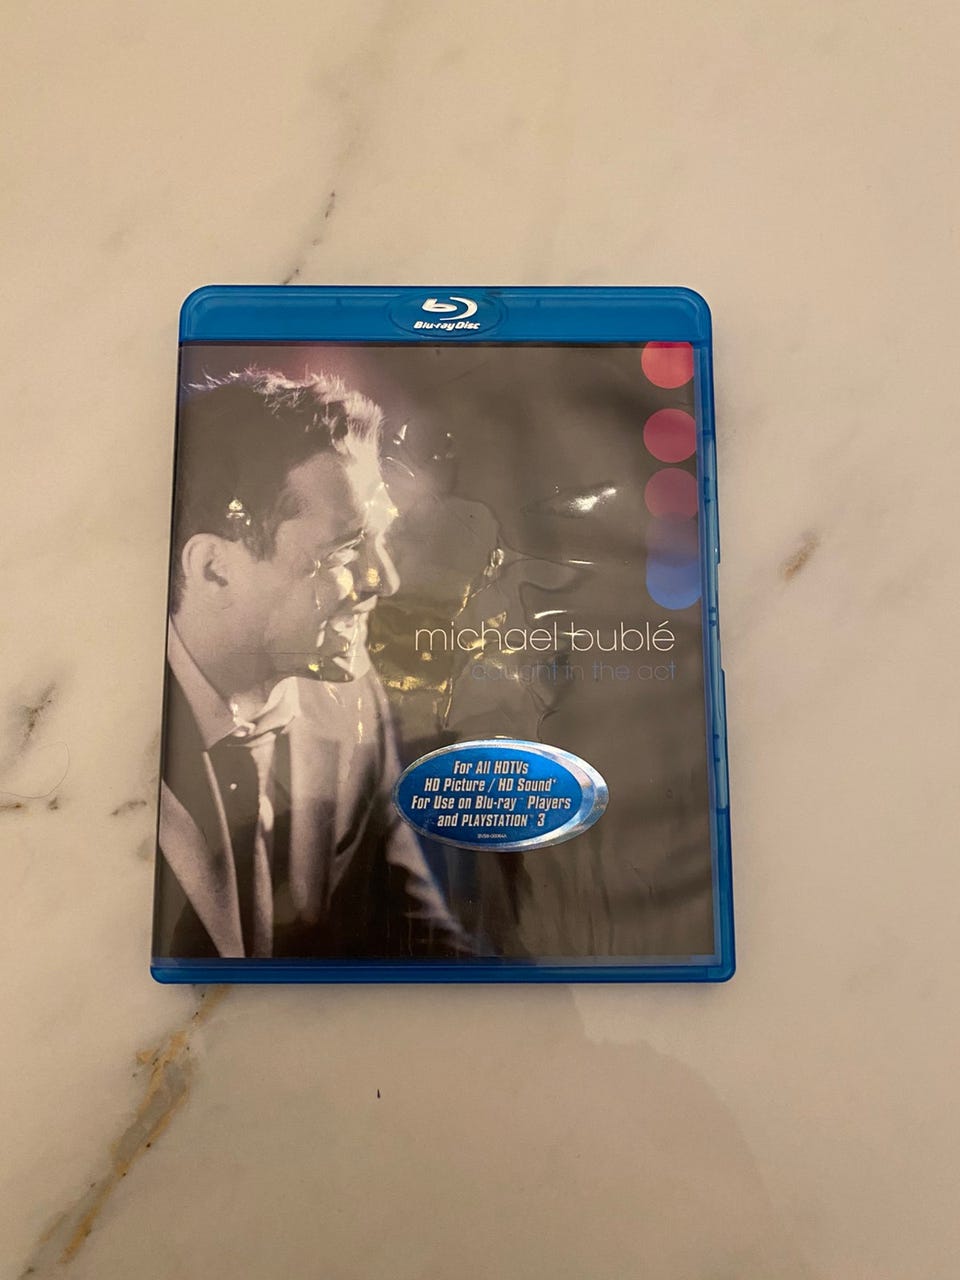 Blu-ray Disc
michael bublé
caught in the act
For All HDTVs
HD Picture / HD Sound*
For Use on Blu-ray™ Players
and PLAYSTATION® 3